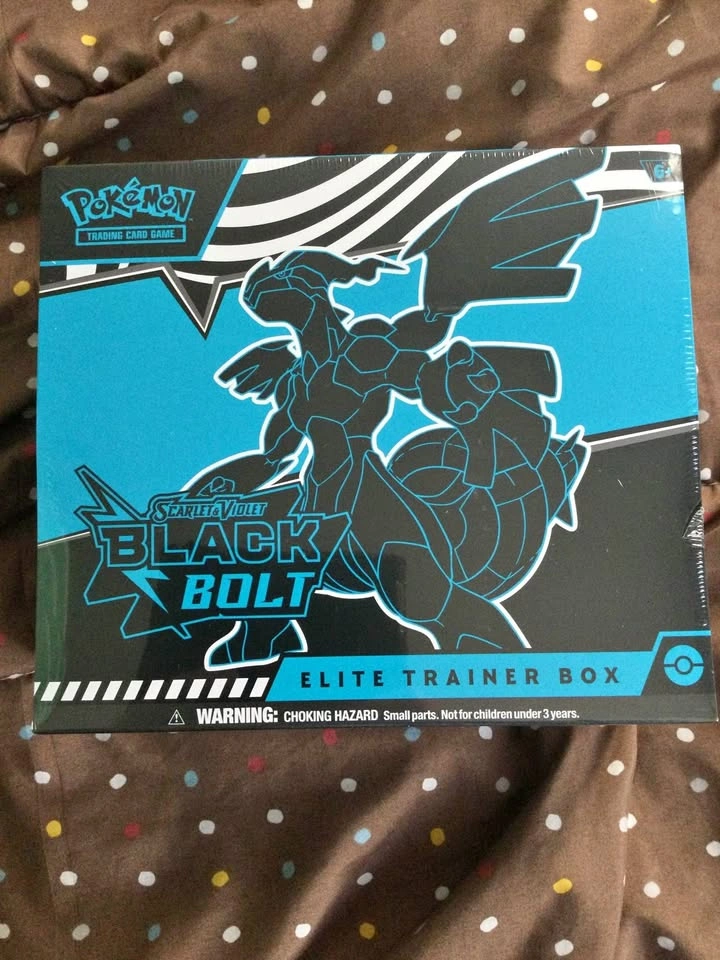 POKéMON
TRADING CARD GAME
6+
SCARLET & VIOLET
BLACK
BOLT
ELITE TRAINER BOX
WARNING: CHOKING HAZARD Small parts. Not for children under 3 years.